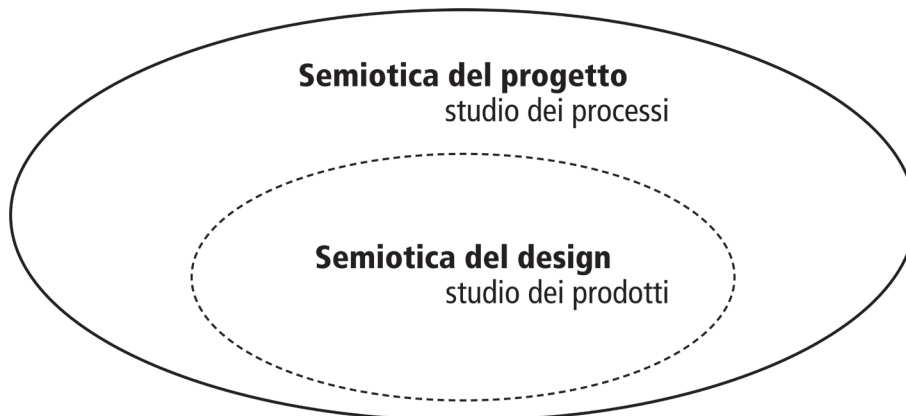 Semiotica del progetto
studio dei processi
Semiotica del design
studio dei prodotti